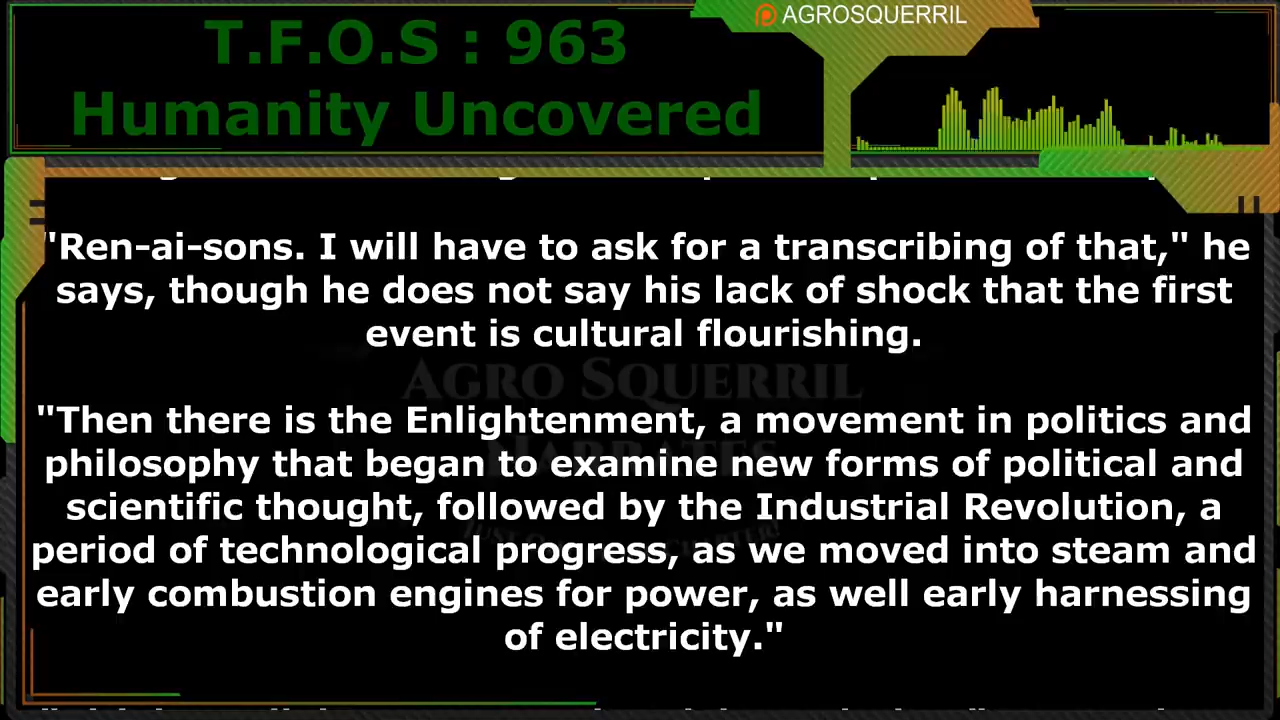 AGROSQUERRIL
T.F.O.S : 963
Humanity Uncovered
"Ren-ai-sons. I will have to ask for a transcribing of that," he
says, though he does not say his lack of shock that the first
event is cultural flourishing.
AGRO SQUERRIL
NARRATES
"Then there is the Enlightenment, a movement in politics and
philosophy that began to examine new forms of political and
scientific thought, followed by the Industrial Revolution, a
period of technological progress, as we moved into steam and
early combustion engines for power, as well early harnessing
of electricity."